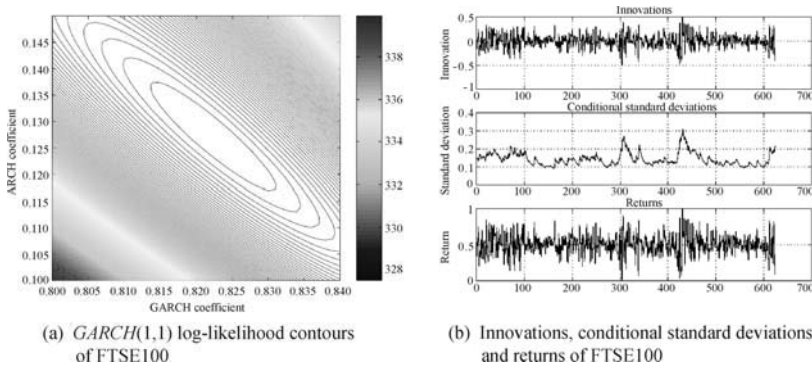 0.150
0.145
0.140
0.135
0.130
0.125
0.120
0.115
0.110
0.105
0.100
ARCH coefficient
0.800 0.805 0.810 0.815 0.820 0.825 0.830 0.835 0.840
GARCH coefficient
338
336
334
332
330
328
(a) GARCH(1,1) log-likelihood contours
of FTSE100
Innovations
Innovation
0.5
0
-0.5
-1
0 100 200 300 400 500 600 700
Conditional standard deviations
Standard deviation
0.4
0.3
0.2
0.1
0
0 100 200 300 400 500 600 700
Returns
Return
1
0.5
0
0 100 200 300 400 500 600 700
(b) Innovations, conditional standard deviations
and returns of FTSE100